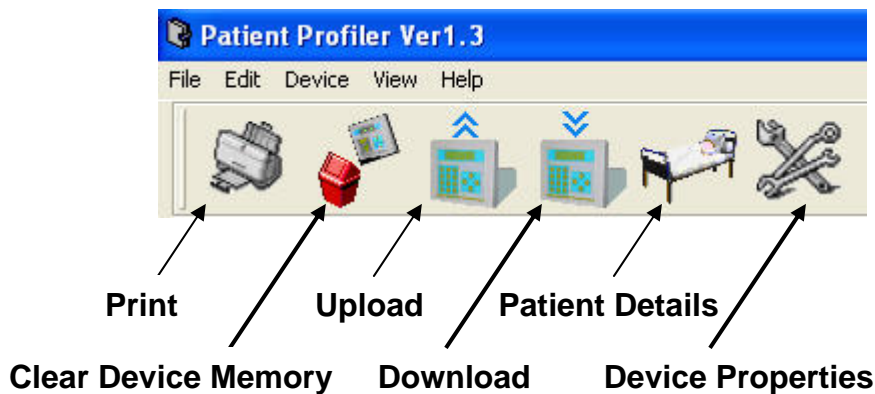 Patient Profiler Ver1.3
File Edit Device View Help
Print Upload Patient Details
Clear Device Memory Download Device Properties